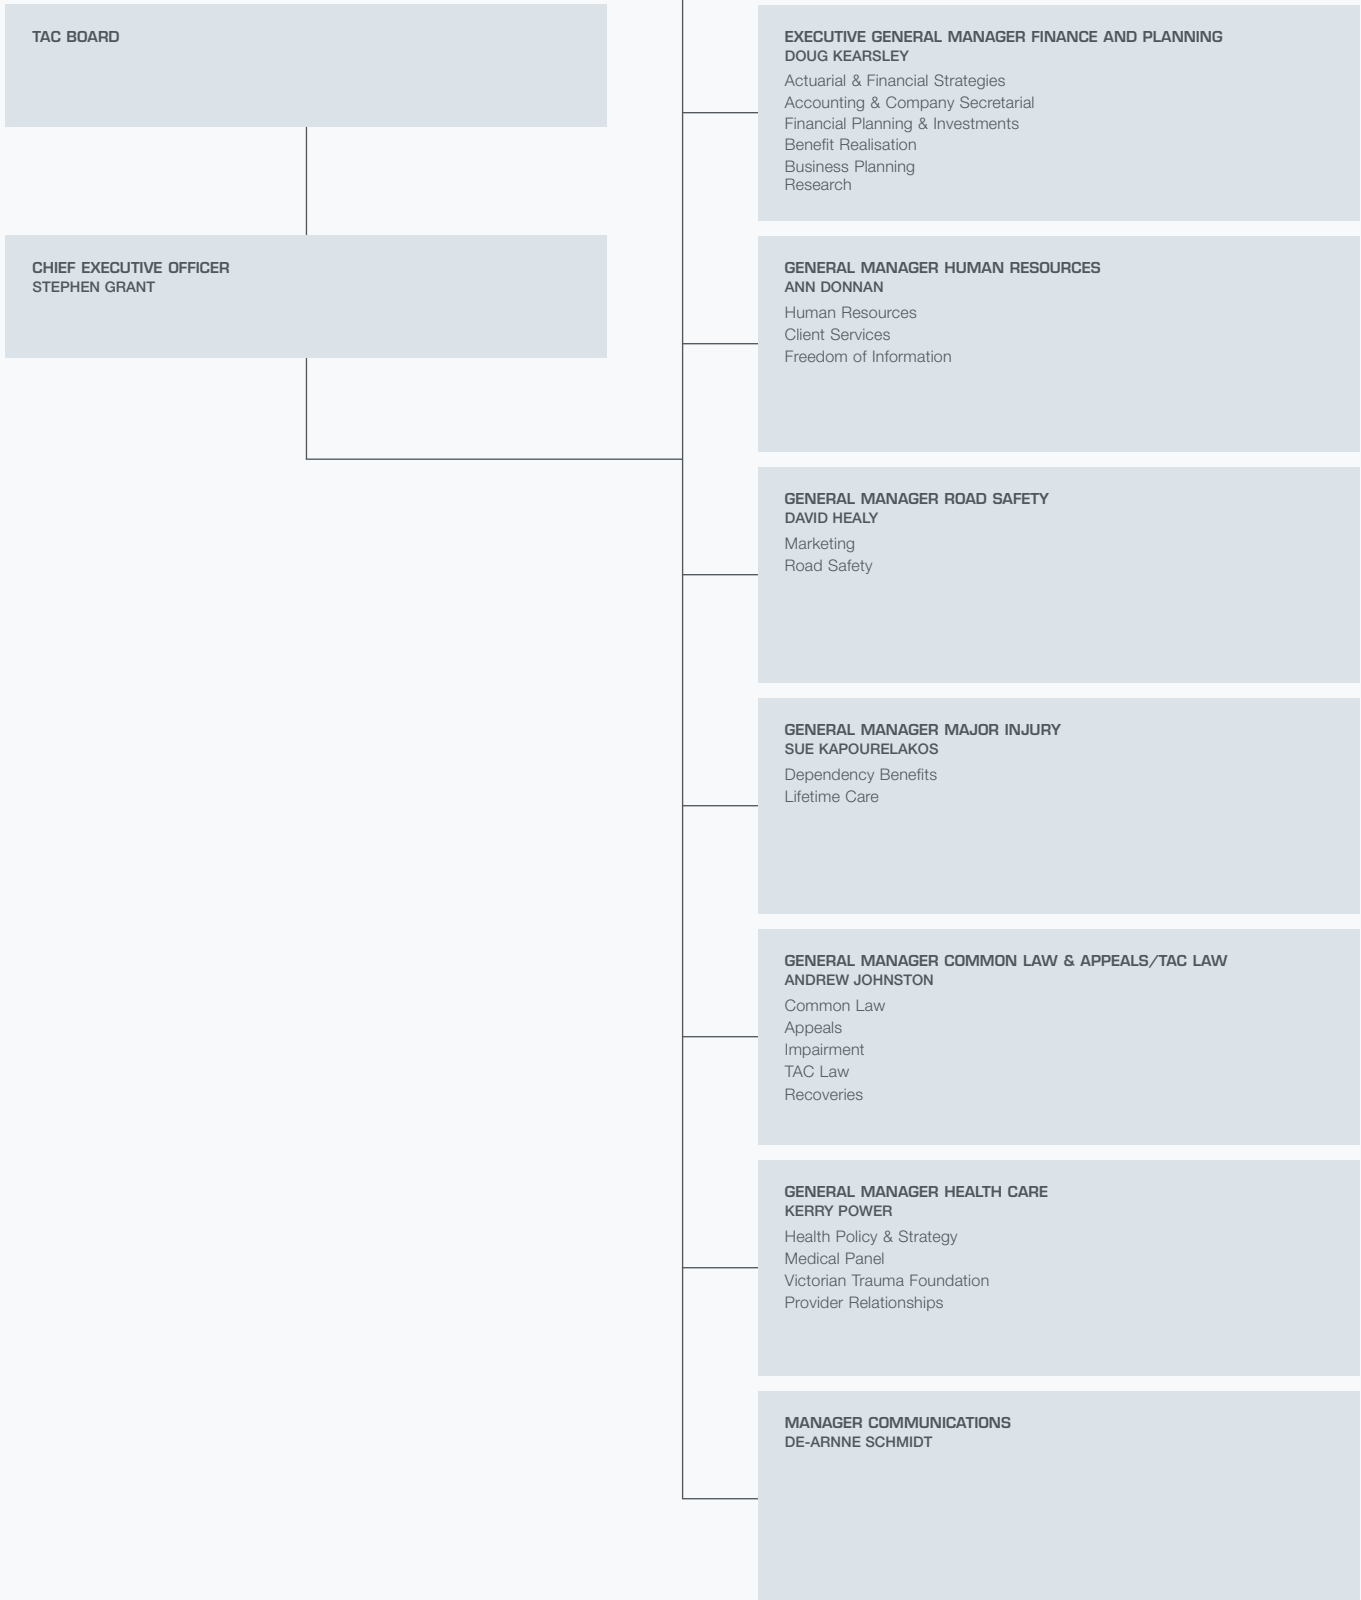 TAC BOARD
CHIEF EXECUTIVE OFFICER
STEPHEN GRANT
EXECUTIVE GENERAL MANAGER FINANCE AND PLANNING
DOUG KEARSLEY
Actuarial & Financial Strategies
Accounting & Company Secretarial
Financial Planning & Investments
Benefit Realisation
Business Planning
Research
GENERAL MANAGER HUMAN RESOURCES
ANN DONNAN
Human Resources
Client Services
Freedom of Information
GENERAL MANAGER ROAD SAFETY
DAVID HEALY
Marketing
Road Safety
GENERAL MANAGER MAJOR INJURY
SUE KAPOURELAKOS
Dependency Benefits
Lifetime Care
GENERAL MANAGER COMMON LAW & APPEALS/TAC LAW
ANDREW JOHNSTON
Common Law
Appeals
Impairment
TAC Law
Recoveries
GENERAL MANAGER HEALTH CARE
KERRY POWER
Health Policy & Strategy
Medical Panel
Victorian Trauma Foundation
Provider Relationships
MANAGER COMMUNICATIONS
DE-ARNNE SCHMIDT